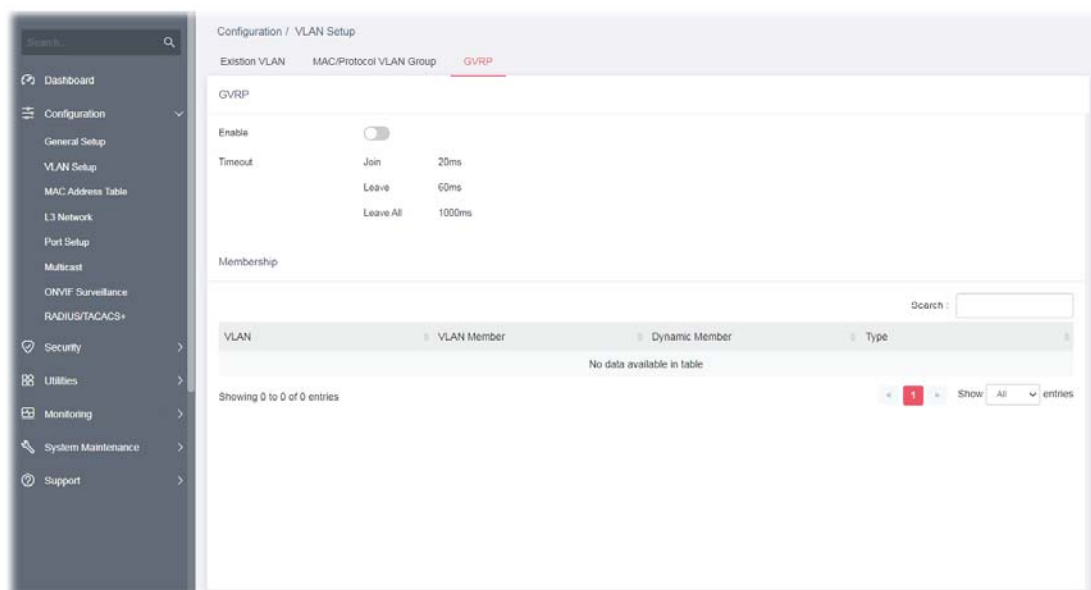 Search...
Dashboard
Configuration
General Setup
VLAN Setup
MAC Address Table
L3 Network
Port Setup
Multicast
ONVIF Surveillance
RADIUS/TACACS+
Security
Utilities
Monitoring
System Maintenance
Support
Configuration / VLAN Setup
Existion VLAN MAC/Protocol VLAN Group GVRP
GVRP
Enable
Timeout Join 20ms
Leave 60ms
Leave All 1000ms
Membership
Search :
VLAN VLAN Member Dynamic Member Type
No data available in table
Showing 0 to 0 of 0 entries « 1 » Show All entries